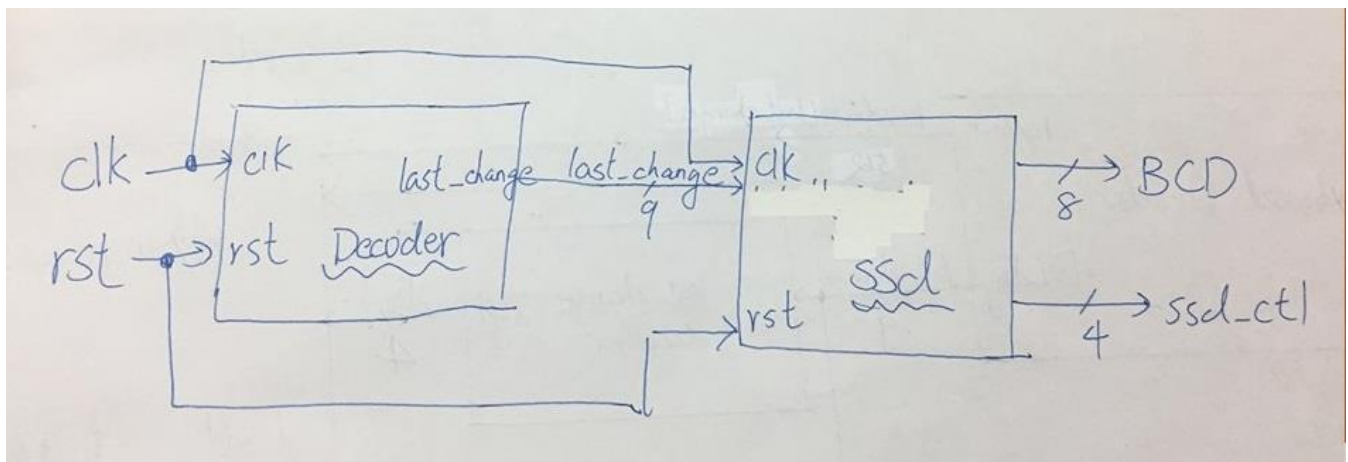 clk
rst
clk
rst
Decoder
last_change
last_change
9
clk
rst
ssd
8
BCD
4
ssd_ctl